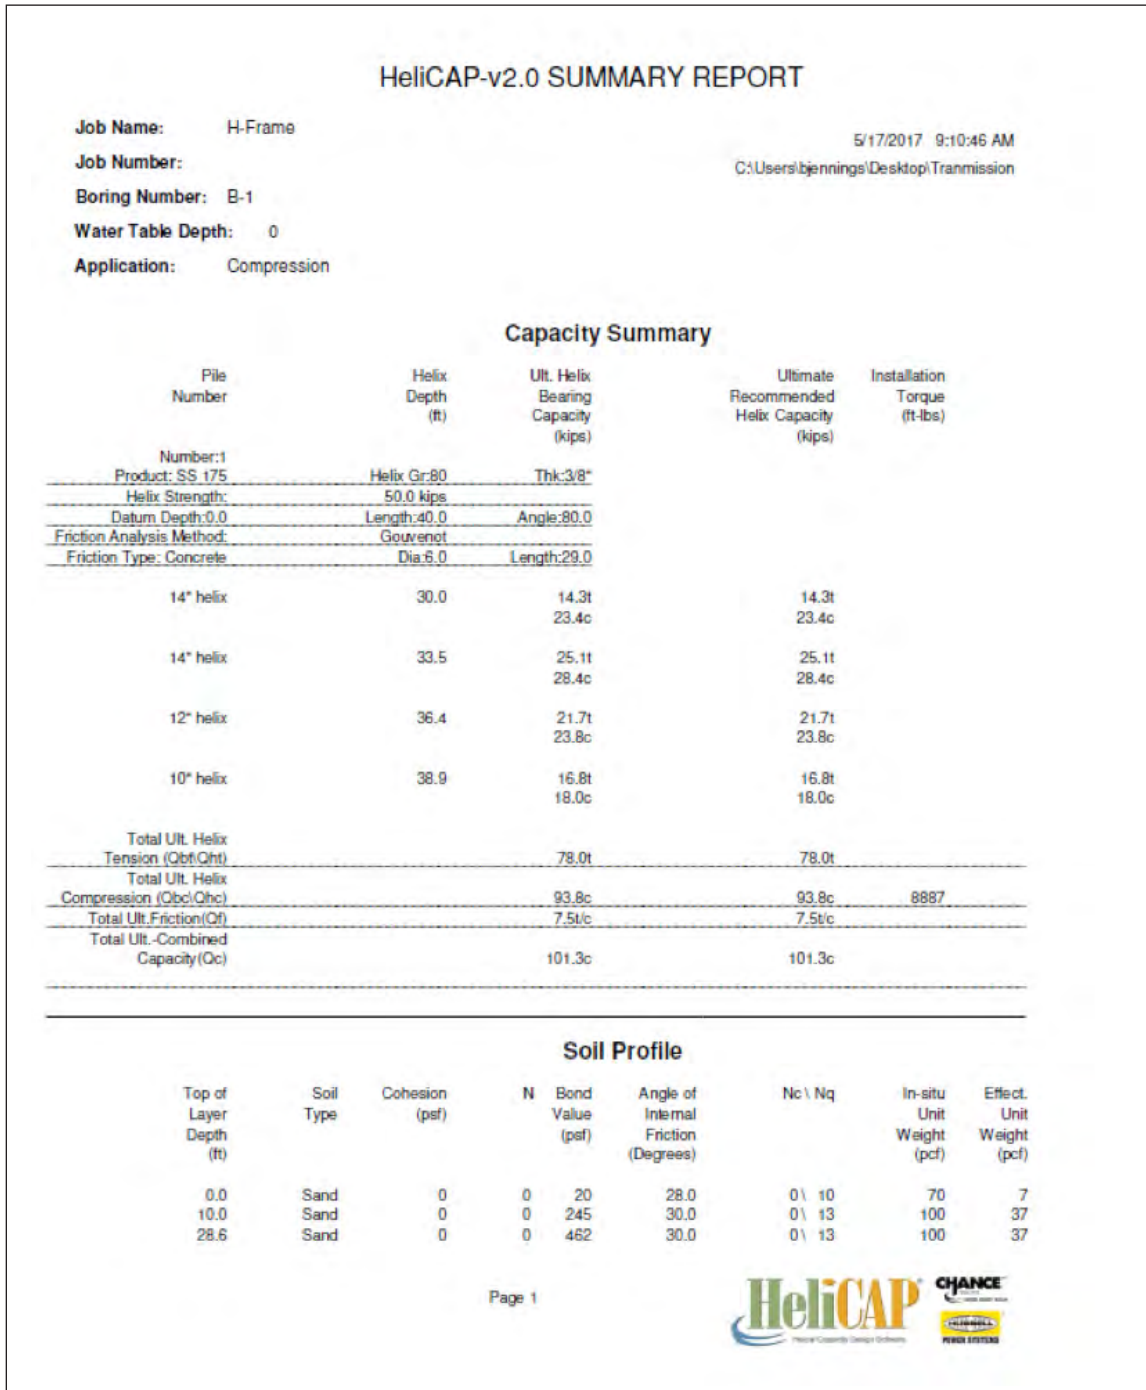 HeliCAP-v2.0 SUMMARY REPORT
Job Name: H-Frame
5/17/2017 9:10:46 AM
Job Number:
C:\Users\bjennings\Desktop\Tranmission
Boring Number: B-1
Water Table Depth: 0
Application: Compression
Capacity Summary
Pile Helix Ult. Helix Ultimate Installation
Number Depth Bearing Recommended Torque
(ft) Capacity Helix Capacity (ft-lbs)
(kips) (kips)
Number:1
Product: SS 175 Helix Gr:80 Thk:3/8"
Helix Strength: 50.0 kips
Datum Depth:0.0 Length:40.0 Angle:80.0
Friction Analysis Method: Gouvenot
Friction Type: Concrete Dia:6.0 Length:29.0
14" helix 30.0 14.3t 14.3t
23.4c 23.4c
14" helix 33.5 25.1t 25.1t
28.4c 28.4c
12" helix 36.4 21.7t 21.7t
23.8c 23.8c
10" helix 38.9 16.8t 16.8t
18.0c 18.0c
Total Ult. Helix
Tension (Qbt\Qht) 78.0t 78.0t
Total Ult. Helix
Compression (Qbc\Qhc) 93.8c 93.8c 8887
Total Ult.Friction(Qf) 7.5t/c 7.5t/c
Total Ult.-Combined
Capacity(Qc) 101.3c 101.3c
Soil Profile
Top of Soil Cohesion N Bond Angle of Nc \ Nq In-situ Effect.
Layer Type (psf) Value Internal Unit Unit
Depth (psf) Friction Weight Weight
(ft) (Degrees) (pcf) (pcf)
0.0 Sand 0 0 20 28.0 0 \ 10 70 7
10.0 Sand 0 0 245 30.0 0 \ 13 100 37
28.6 Sand 0 0 462 30.0 0 \ 13 100 37
Page 1
HeliCAP
Helical Capacity Design Software
CHANCE
HUBBELL
POWER SYSTEMS